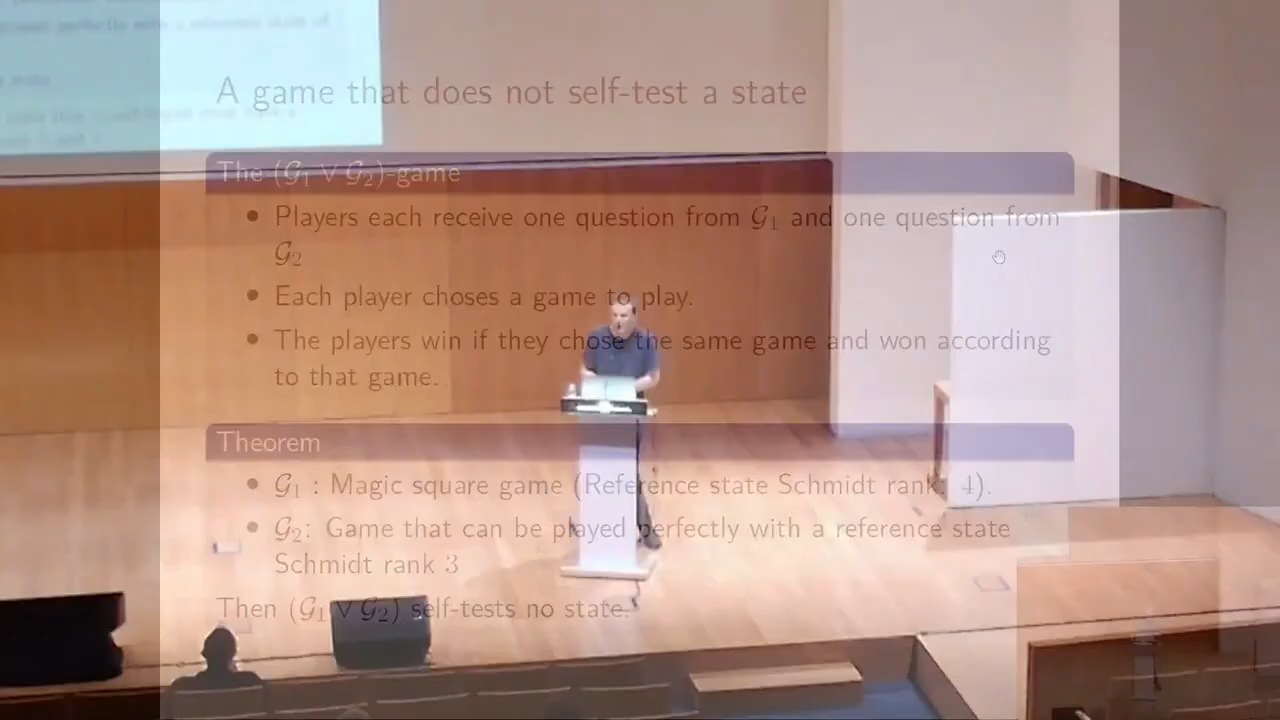 A game that does not self-test a state
The (𝒢₁ ∨ 𝒢₂)-game
• Players each receive one question from 𝒢₁ and one question from
𝒢₂
• Each player choses a game to play.
• The players win if they chose the same game and won according
to that game.
Theorem
• 𝒢₁ : Magic square game (Reference state Schmidt rank 4).
• 𝒢₂: Game that can be played perfectly with a reference state
Schmidt rank 3
Then (𝒢₁ ∨ 𝒢₂) self-tests no state.